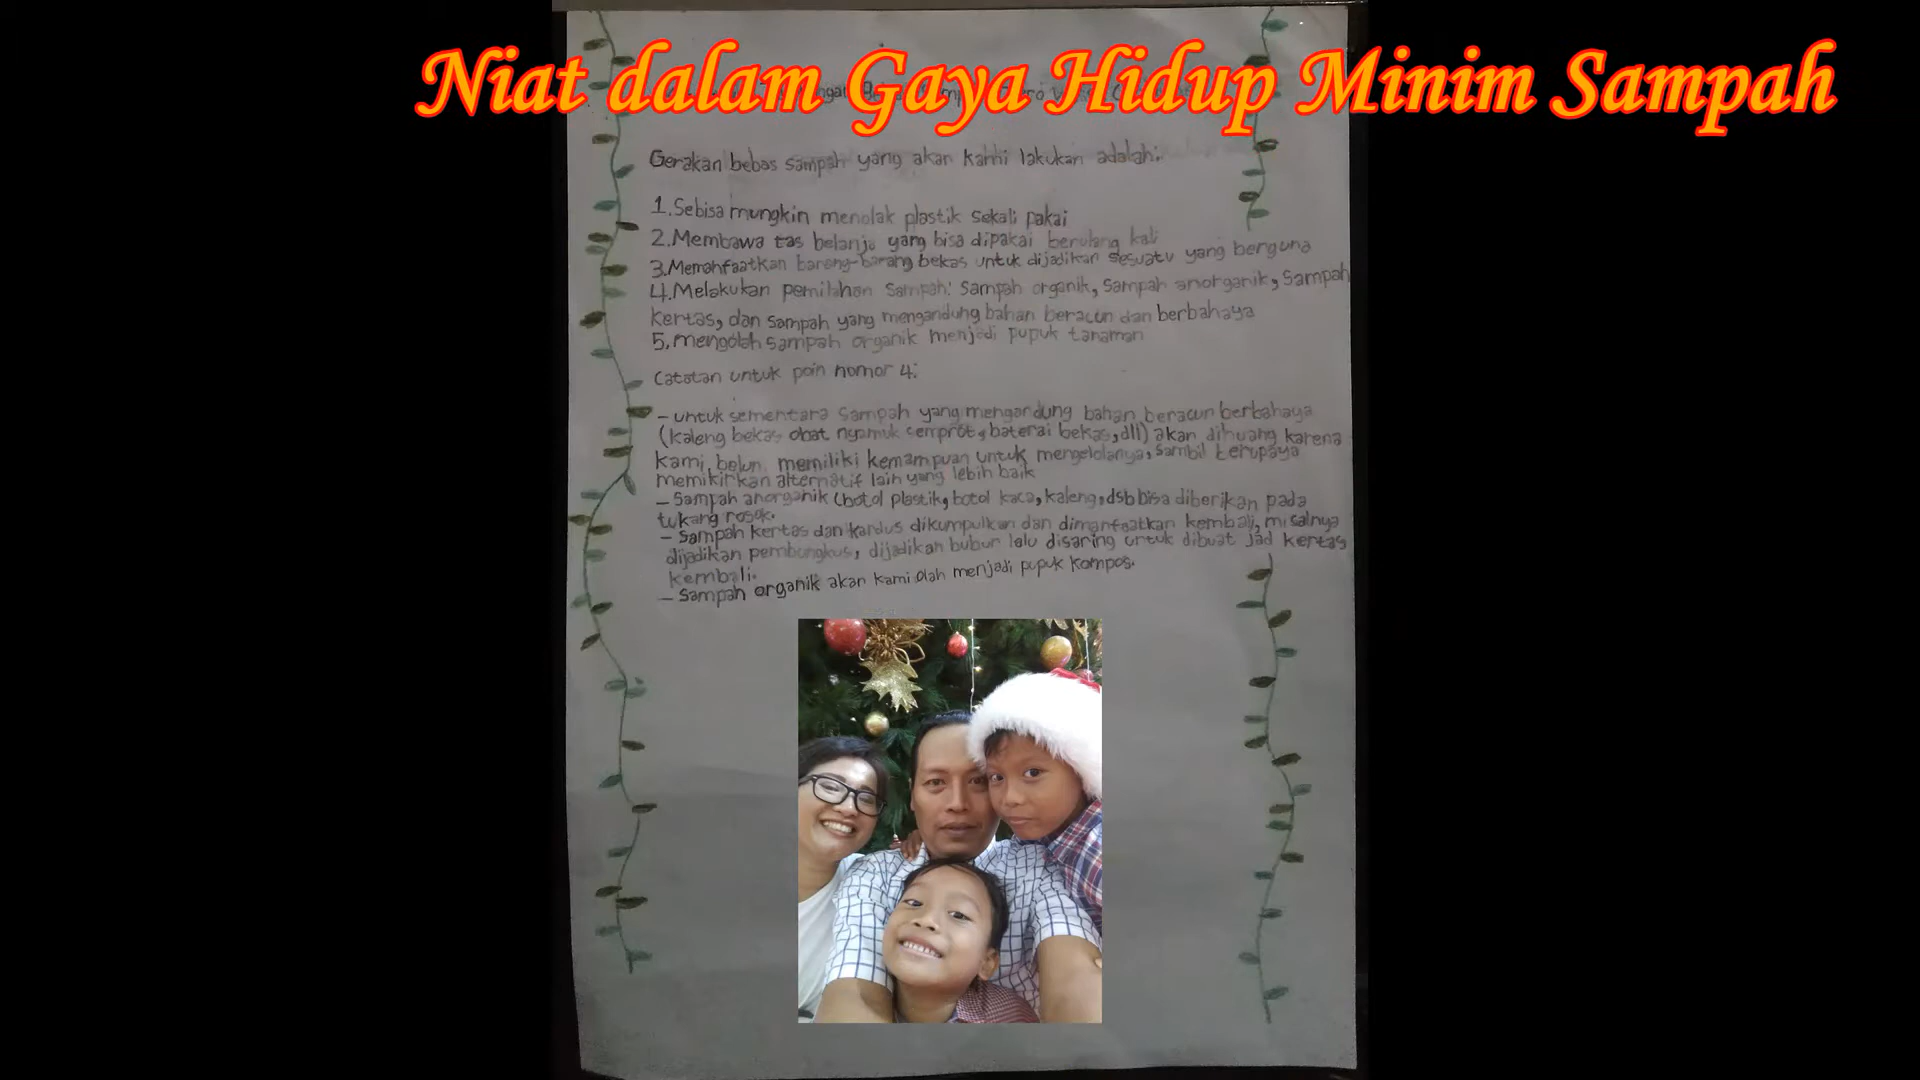 Niat dalam Gaya Hidup Minim Sampah
Gerakan bebas sampah yang akan kami lakukan adalah:
1. Sebisa mungkin menolak plastik sekali pakai
2. Membawa tas belanja yang bisa dipakai berulang kali
3. Memanfaatkan barang-barang bekas untuk dijadikan sesuatu yang berguna
4. Melakukan pemilahan sampah: sampah organik, sampah anorganik, sampah
kertas, dan sampah yang mengandung bahan beracun dan berbahaya
5. mengolah sampah organik menjadi pupuk tanaman
Catatan untuk poin nomor 4:
- untuk sementara sampah yang mengandung bahan beracun berbahaya
(kaleng bekas obat nyamuk semprot, baterai bekas, dll) akan dibuang karena
kami belum memiliki kemampuan untuk mengelolanya, sambil berupaya
memikirkan alternatif lain yang lebih baik
- Sampah anorganik (botol plastik, botol kaca, kaleng, dsb bisa diberikan pada
tukang rosok.
- Sampah kertas dan kardus dikumpulkan dan dimanfaatkan kembali, misalnya
dijadikan pembungkus, dijadikan bubur lalu disaring untuk dibuat jad kertas
kembali.
- Sampah organik akan kami olah menjadi pupuk kompos.